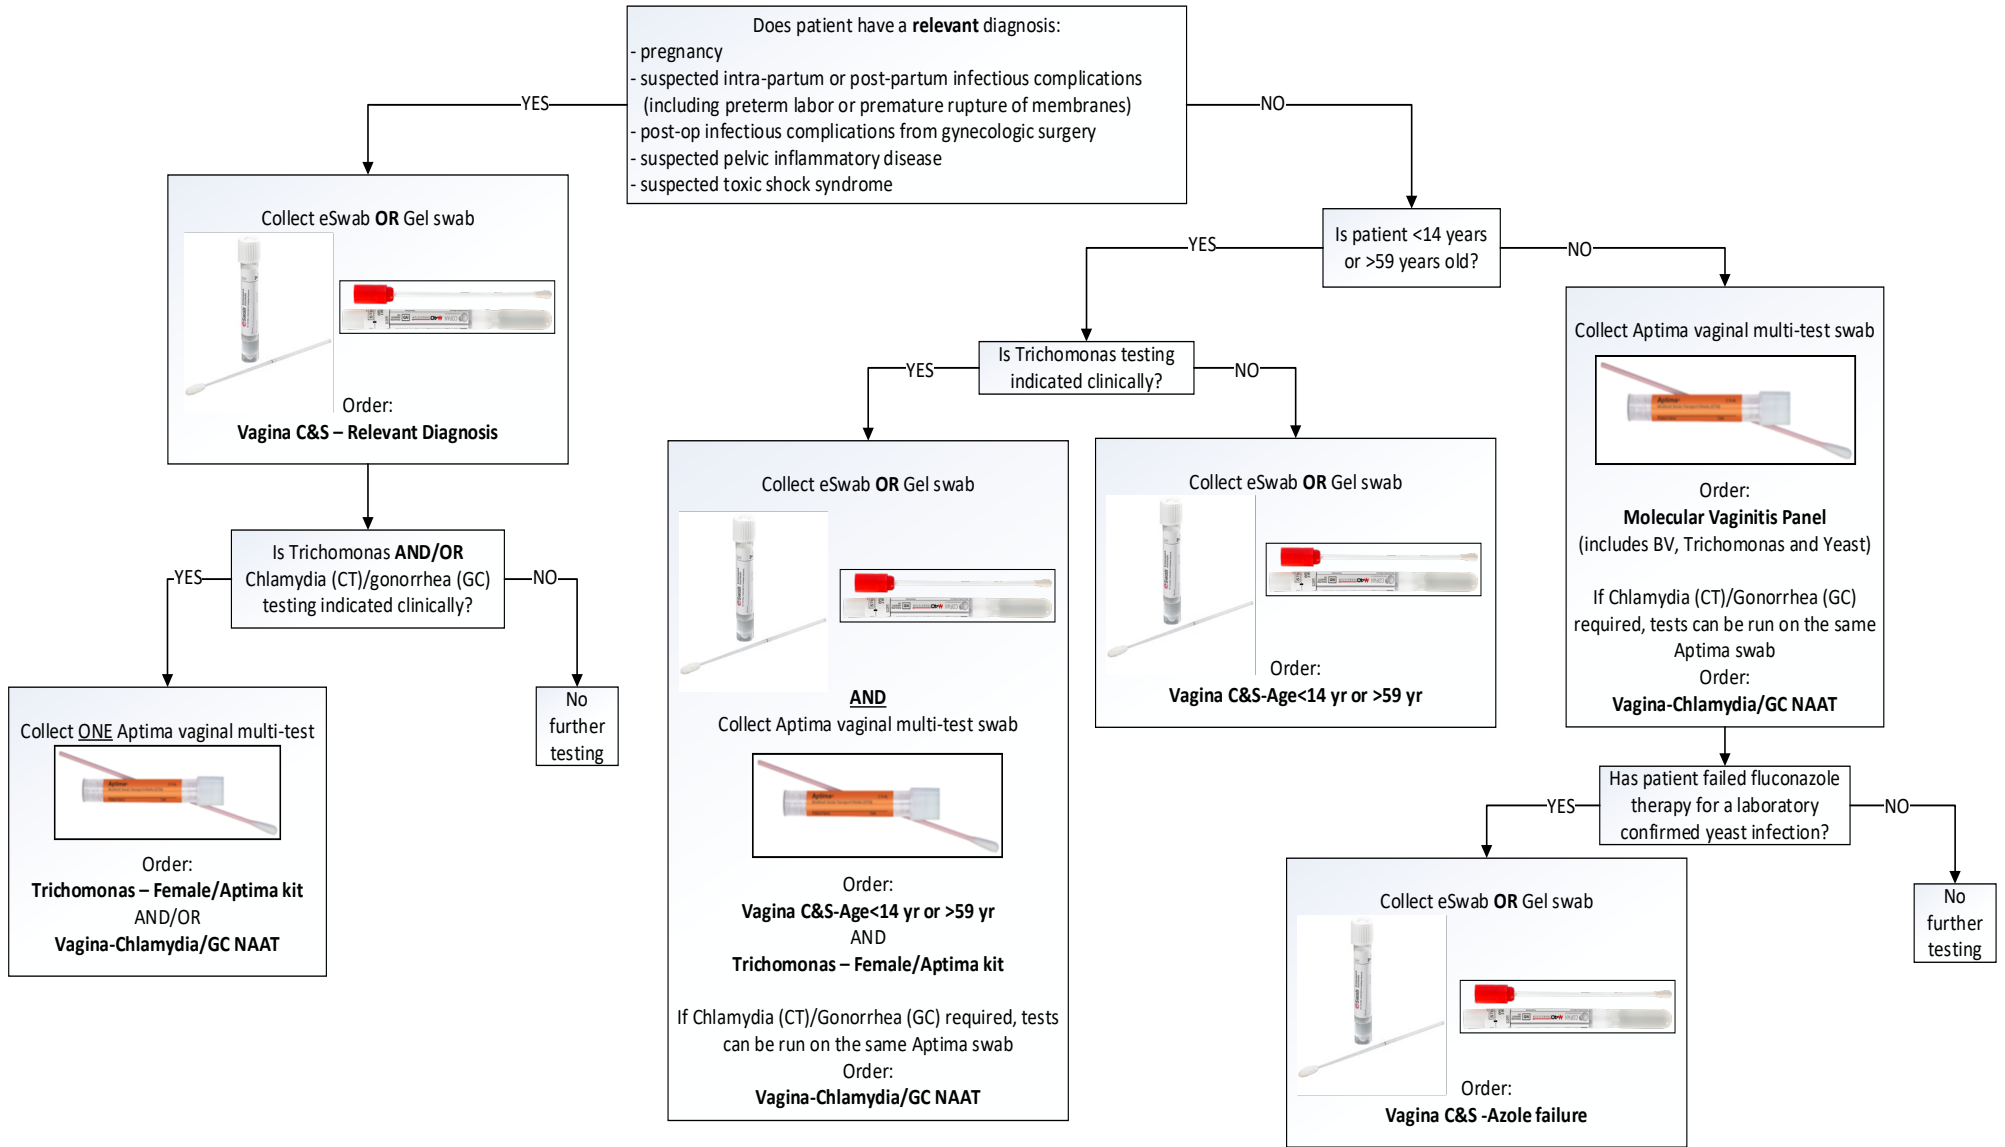 Does patient have a relevant diagnosis:
- pregnancy
- suspected intra-partum or post-partum infectious complications
(including preterm labor or premature rupture of membranes)
- post-op infectious complications from gynecologic surgery
- suspected pelvic inflammatory disease
- suspected toxic shock syndrome
YES
NO
Collect eSwab OR Gel swab
Order:
Vagina C&S – Relevant Diagnosis
Is Trichomonas AND/OR
Chlamydia (CT)/gonorrhea (GC)
testing indicated clinically?
YES
NO
Collect ONE Aptima vaginal multi-test
Aptima
Order:
Trichomonas – Female/Aptima kit
AND/OR
Vagina-Chlamydia/GC NAAT
No
further
testing
Is patient <14 years
or >59 years old?
YES
NO
Is Trichomonas testing
indicated clinically?
YES
NO
Collect eSwab OR Gel swab
AND
Collect Aptima vaginal multi-test swab
Aptima
Order:
Vagina C&S-Age<14 yr or >59 yr
AND
Trichomonas – Female/Aptima kit
If Chlamydia (CT)/Gonorrhea (GC) required, tests
can be run on the same Aptima swab
Order:
Vagina-Chlamydia/GC NAAT
Collect eSwab OR Gel swab
Order:
Vagina C&S-Age<14 yr or >59 yr
Collect Aptima vaginal multi-test swab
Aptima
Order:
Molecular Vaginitis Panel
(includes BV, Trichomonas and Yeast)
If Chlamydia (CT)/Gonorrhea (GC)
required, tests can be run on the same
Aptima swab
Order:
Vagina-Chlamydia/GC NAAT
Has patient failed fluconazole
therapy for a laboratory
confirmed yeast infection?
YES
NO
Collect eSwab OR Gel swab
Order:
Vagina C&S -Azole failure
No
further
testing